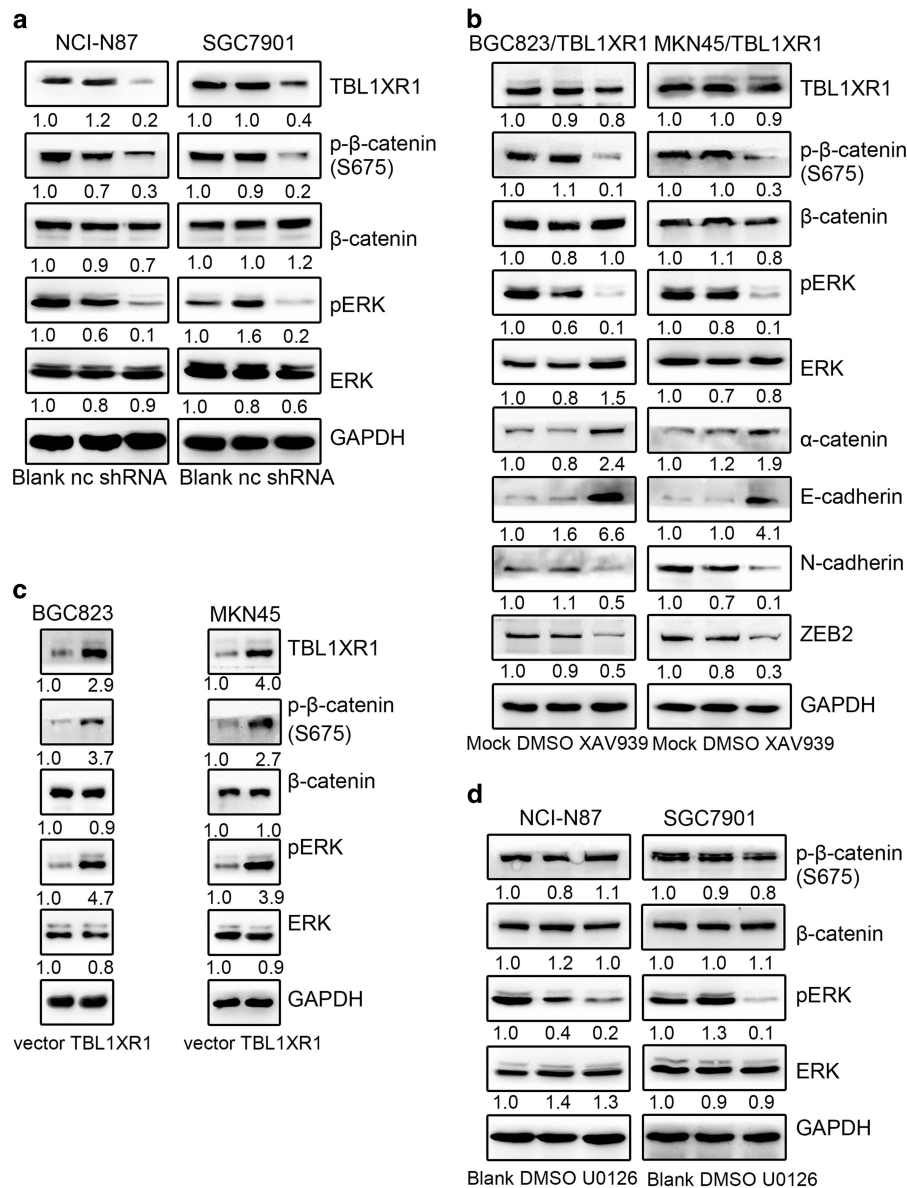 a
NCI-N87 SGC7901
TBL1XR1
1.0 1.2 0.2 1.0 1.0 0.4
p-β-catenin
(S675)
1.0 0.7 0.3 1.0 0.9 0.2
β-catenin
1.0 0.9 0.7 1.0 1.0 1.2
pERK
1.0 0.6 0.1 1.0 1.6 0.2
ERK
1.0 0.8 0.9 1.0 0.8 0.6
GAPDH
Blank nc shRNA Blank nc shRNA
b
BGC823/TBL1XR1 MKN45/TBL1XR1
TBL1XR1
1.0 0.9 0.8 1.0 1.0 0.9
p-β-catenin
(S675)
1.0 1.1 0.1 1.0 1.0 0.3
β-catenin
1.0 0.8 1.0 1.0 1.1 0.8
pERK
1.0 0.6 0.1 1.0 0.8 0.1
ERK
1.0 0.8 1.5 1.0 0.7 0.8
α-catenin
1.0 0.8 2.4 1.0 1.2 1.9
E-cadherin
1.0 1.6 6.6 1.0 1.0 4.1
N-cadherin
1.0 1.1 0.5 1.0 0.7 0.1
ZEB2
1.0 0.9 0.5 1.0 0.8 0.3
GAPDH
Mock DMSO XAV939 Mock DMSO XAV939
c
BGC823 MKN45
TBL1XR1
1.0 2.9 1.0 4.0
p-β-catenin
(S675)
1.0 3.7 1.0 2.7
β-catenin
1.0 0.9 1.0 1.0
pERK
1.0 4.7 1.0 3.9
ERK
1.0 0.8 1.0 0.9
GAPDH
vector TBL1XR1 vector TBL1XR1
d
NCI-N87 SGC7901
p-β-catenin
(S675)
1.0 0.8 1.1 1.0 0.9 0.8
β-catenin
1.0 1.2 1.0 1.0 1.0 1.1
pERK
1.0 0.4 0.2 1.0 1.3 0.1
ERK
1.0 1.4 1.3 1.0 0.9 0.9
GAPDH
Blank DMSO U0126 Blank DMSO U0126